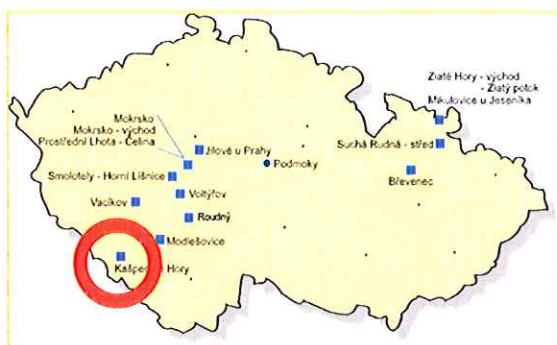 Zlaté Hory - východ
- Zlatý potok
Mikulovice u Jeseníka
Mokrsko
Mokrsko - východ
Prostřední Lhota - Čelina
Jílové u Prahy
Podmoky
Suchá Rudná - střed
Smolotely - Horní Líšnice
Břevenec
Vacíkov
Voltýřov
Roudný
Modlešovice
Kašperské Hory